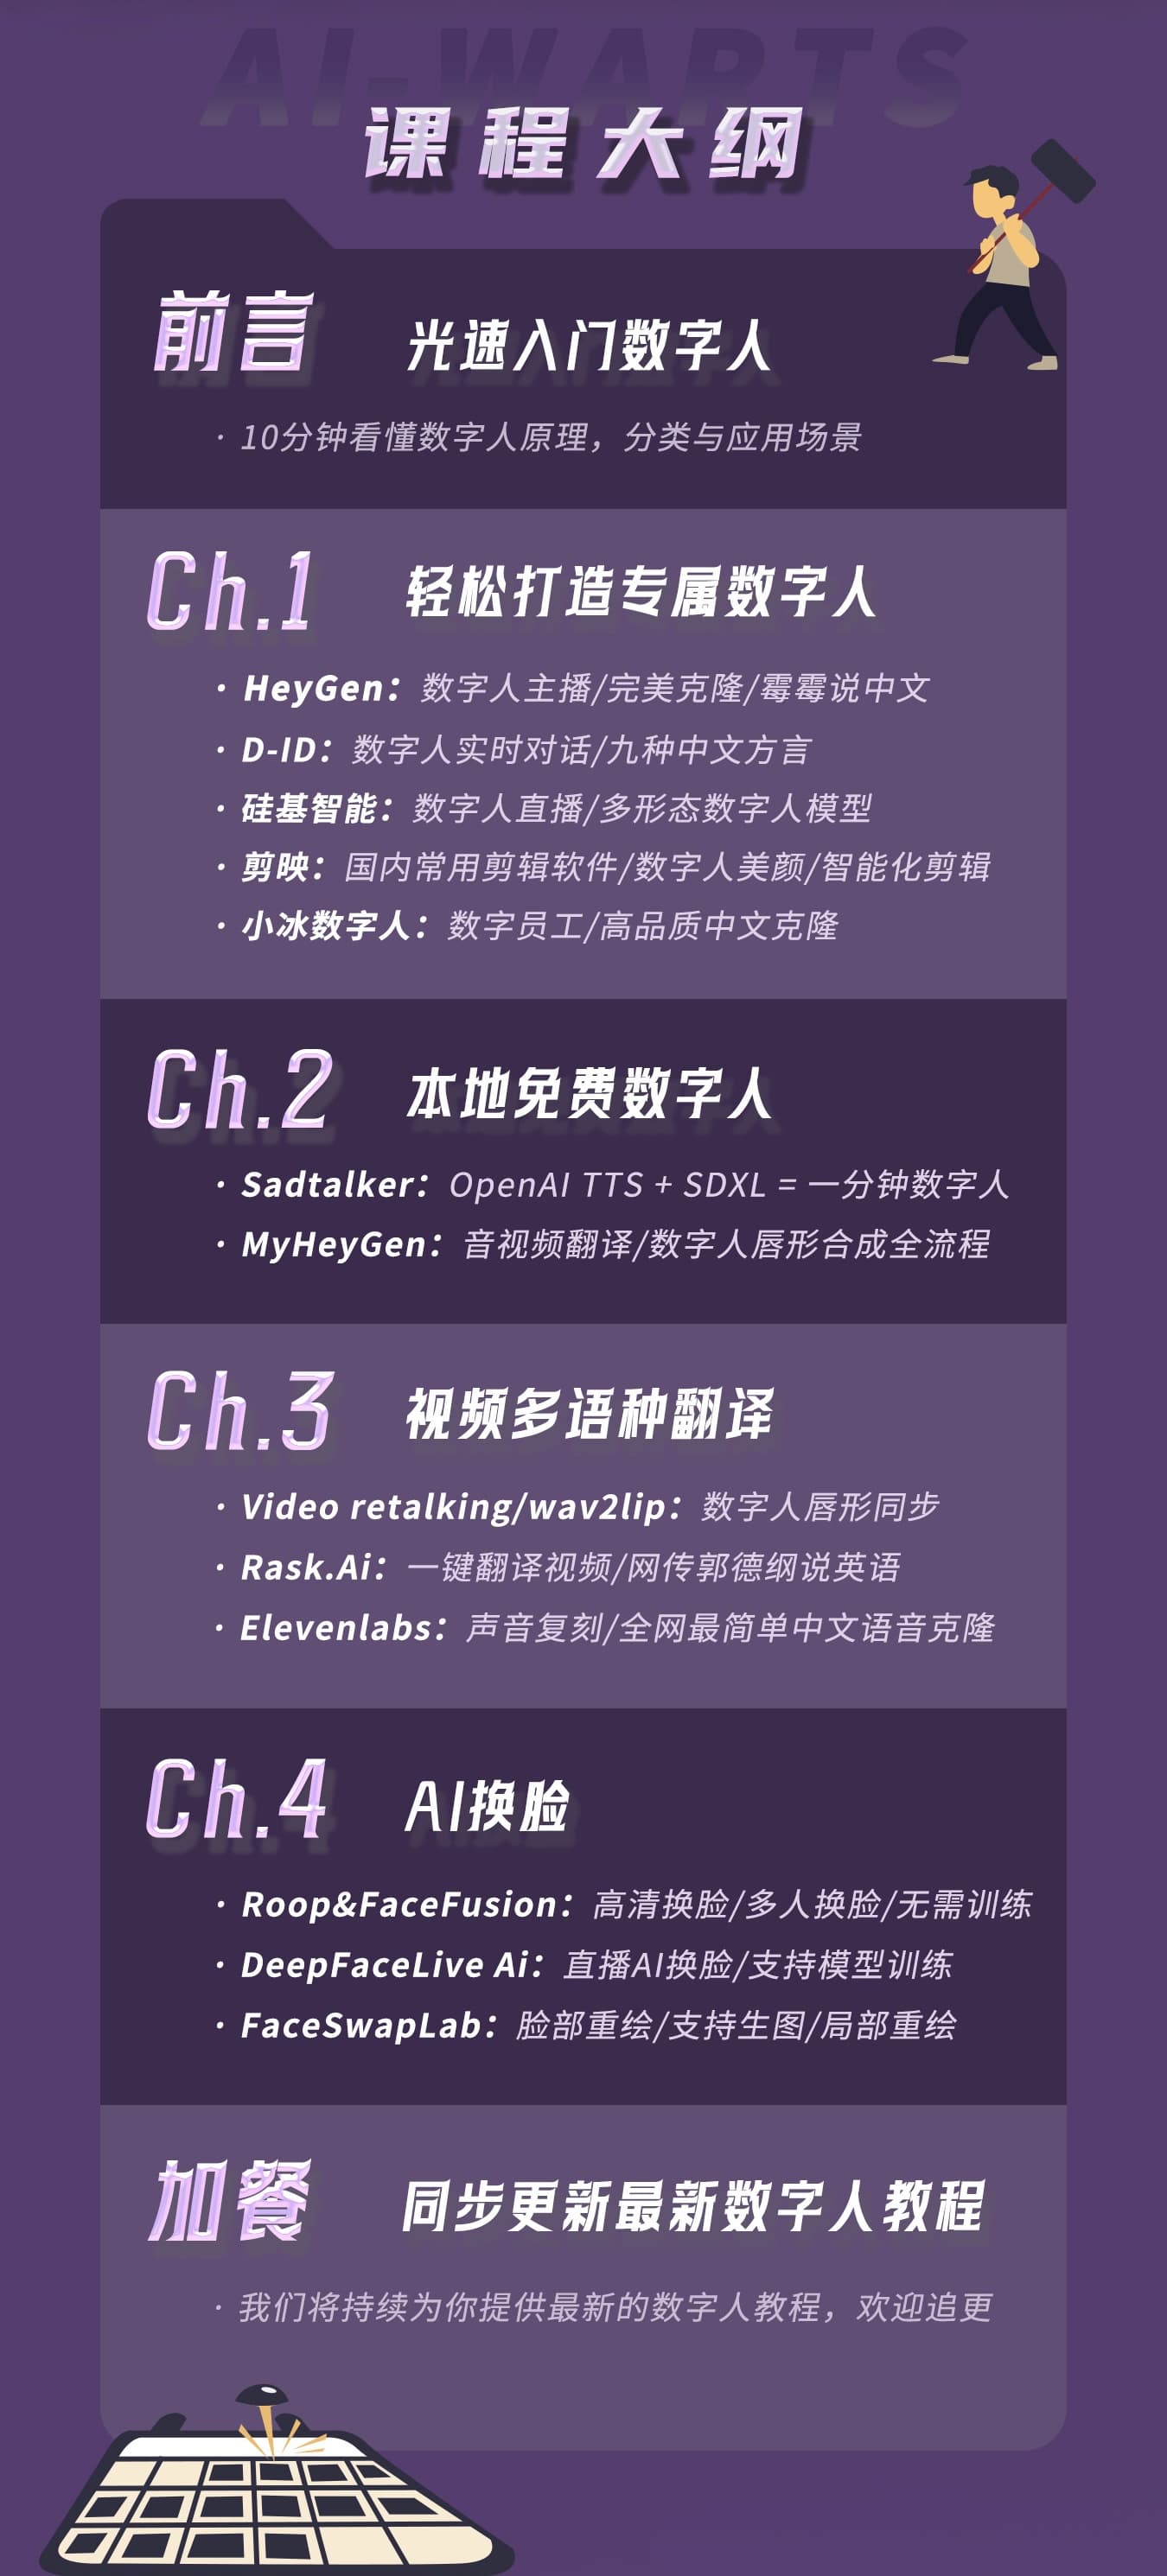 AI-WARTS
课程大纲
前言 光速入门数字人
· 10分钟看懂数字人原理，分类与应用场景
Ch.1 轻松打造专属数字人
· HeyGen：数字人主播/完美克隆/霉霉说中文
· D-ID：数字人实时对话/九种中文方言
· 硅基智能：数字人直播/多形态数字人模型
· 剪映：国内常用剪辑软件/数字人美颜/智能化剪辑
· 小冰数字人：数字员工/高品质中文克隆
Ch.2 本地免费数字人
· Sadtalker：OpenAI TTS + SDXL = 一分钟数字人
· MyHeyGen：音视频翻译/数字人唇形合成全流程
Ch.3 视频多语种翻译
· Video retalking/wav2lip：数字人唇形同步
· Rask.Ai：一键翻译视频/网传郭德纲说英语
· Elevenlabs：声音复刻/全网最简单中文语音克隆
Ch.4 AI换脸
· Roop&FaceFusion：高清换脸/多人换脸/无需训练
· DeepFaceLive Ai：直播AI换脸/支持模型训练
· FaceSwapLab：脸部重绘/支持生图/局部重绘
加餐 同步更新最新数字人教程
· 我们将持续为你提供最新的数字人教程，欢迎追更